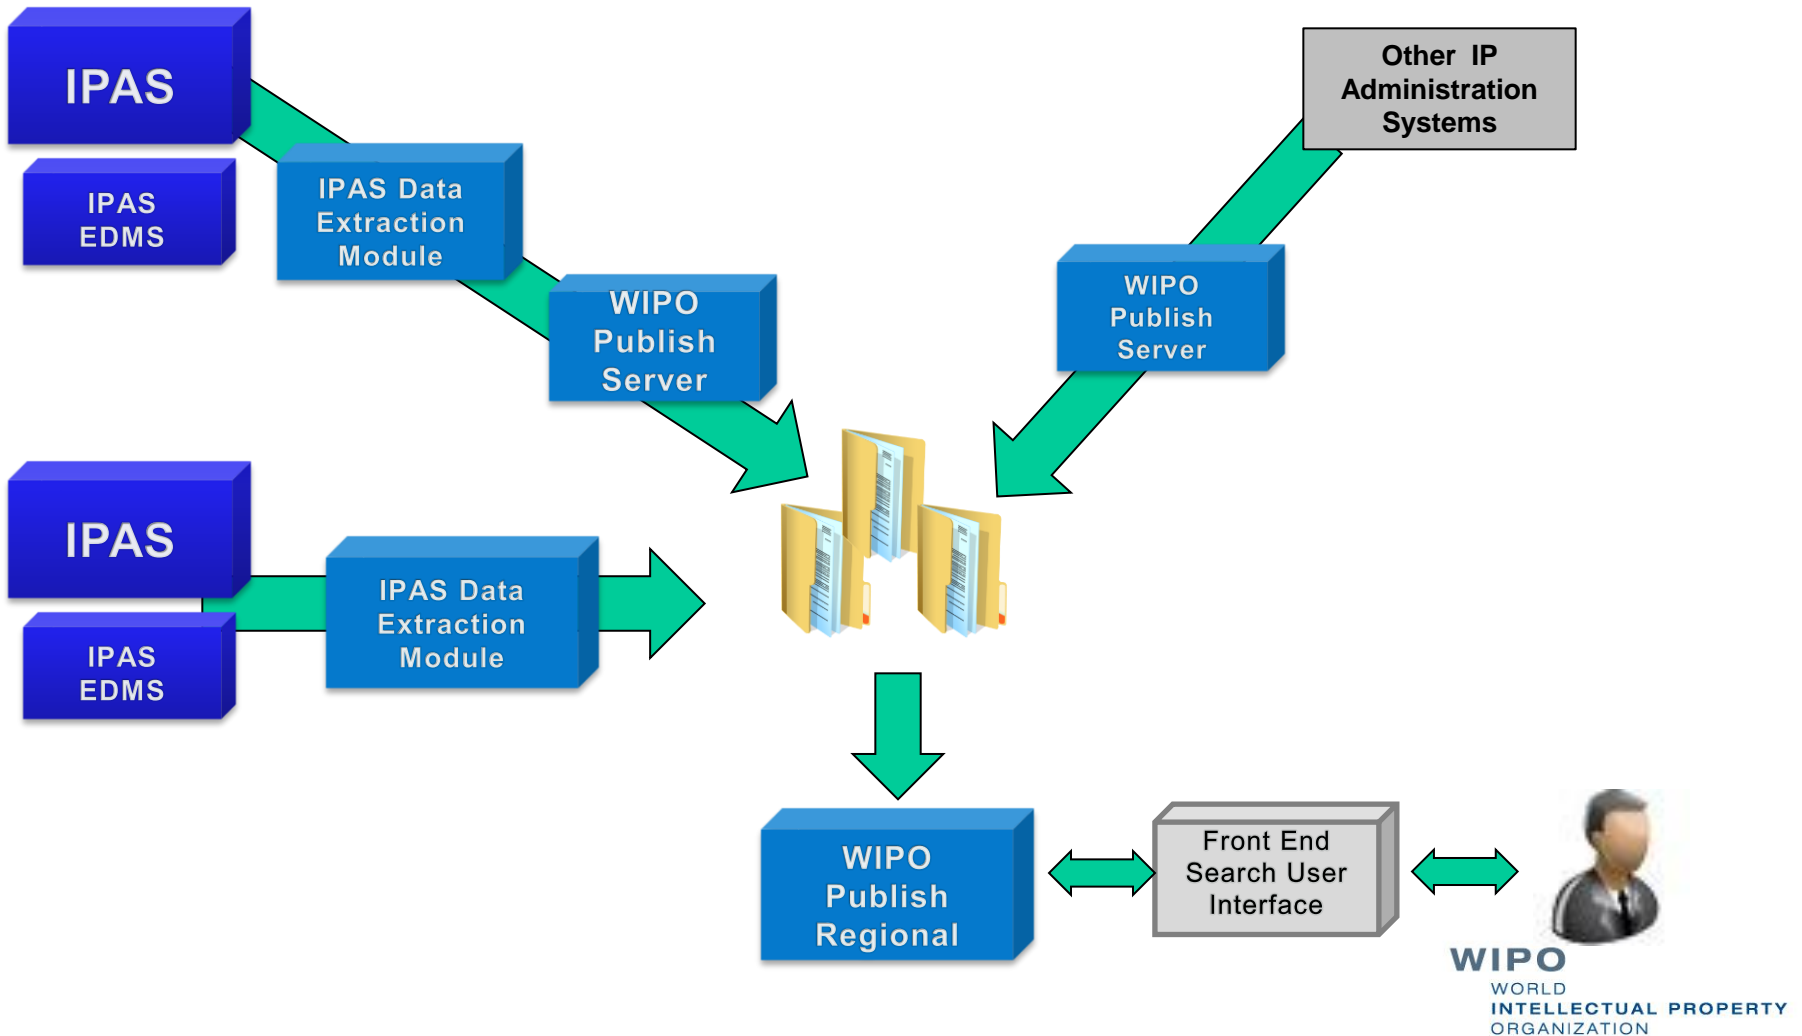 IPAS
IPAS
EDMS
IPAS Data
Extraction
Module
WIPO
Publish
Server
Other IP
Administration
Systems
WIPO
Publish
Server
IPAS
IPAS
EDMS
IPAS Data
Extraction
Module
WIPO
Publish
Regional
Front End
Search User
Interface
WIPO
WORLD
INTELLECTUAL PROPERTY
ORGANIZATION